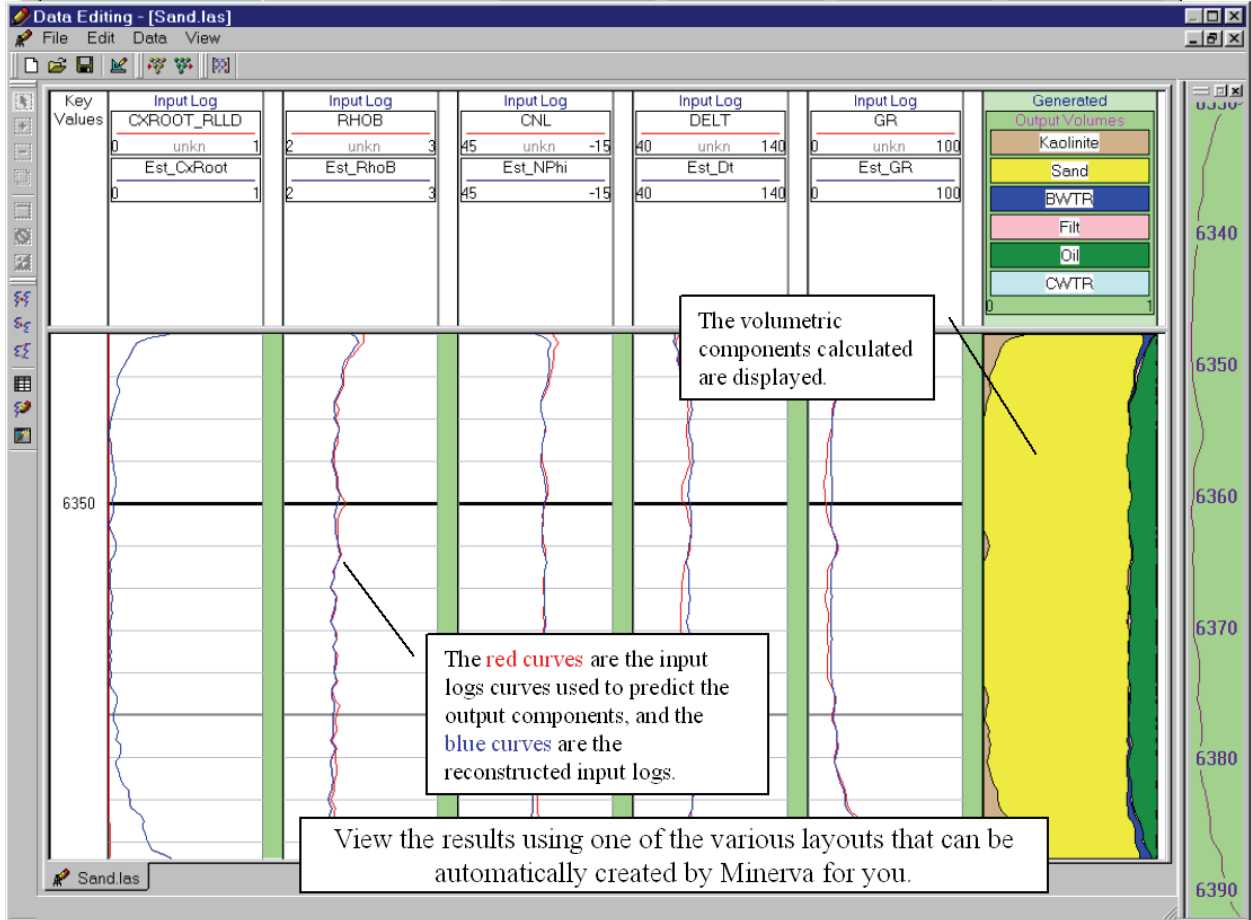 Data Editing - [Sand.las]
File Edit Data View
Key Values
Input Log
CXROOT_RLLD
0 unkn 1
Est_CxRoot
0 1
Input Log
RHOB
2 unkn 3
Est_RhoB
2 3
Input Log
CNL
45 unkn -15
Est_NPhi
45 -15
Input Log
DELT
40 unkn 140
Est_Dt
40 140
Input Log
GR
0 unkn 100
Est_GR
0 100
Generated
Output Volumes
Kaolinite
Sand
BWTR
Filt
Oil
CWTR
0 1
The volumetric
components calculated
are displayed.
6350
The red curves are the input
logs curves used to predict the
output components, and the
blue curves are the
reconstructed input logs.
View the results using one of the various layouts that can be
automatically created by Minerva for you.
Sand.las
6340
6350
6360
6370
6380
6390